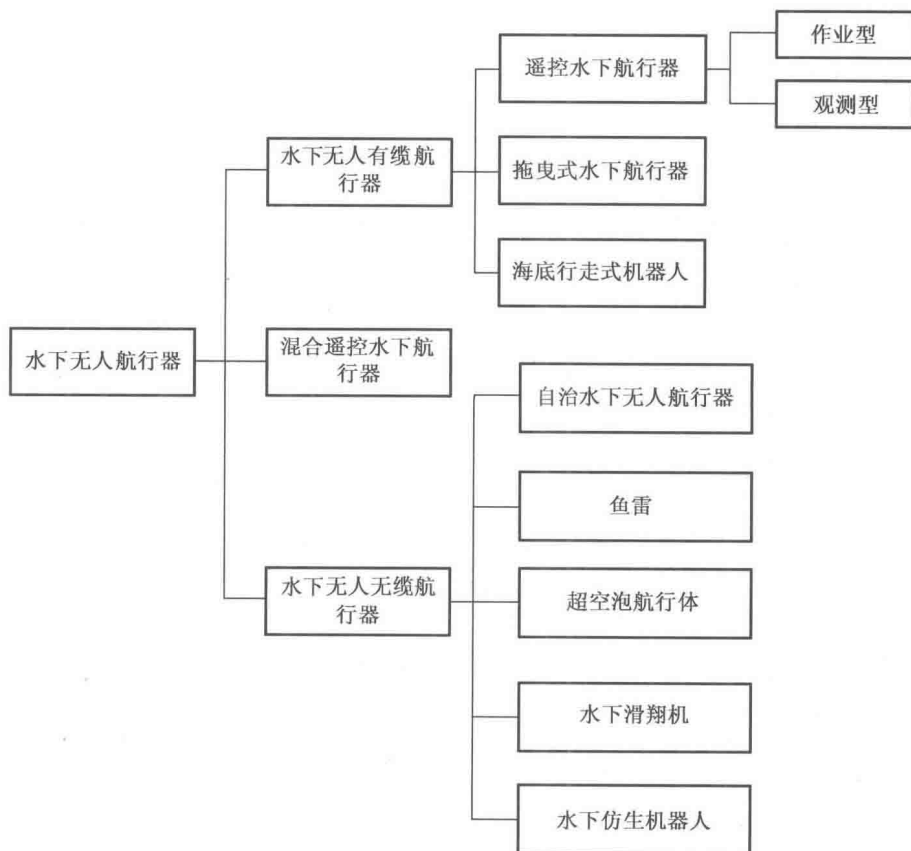 作业型
遥控水下航行器
观测型
水下无人有缆航
行器
拖曳式水下航行器
海底行走式机器人
水下无人航行器
混合遥控水下航
行器
自治水下无人航行器
鱼雷
水下无人无缆航
行器
超空泡航行体
水下滑翔机
水下仿生机器人